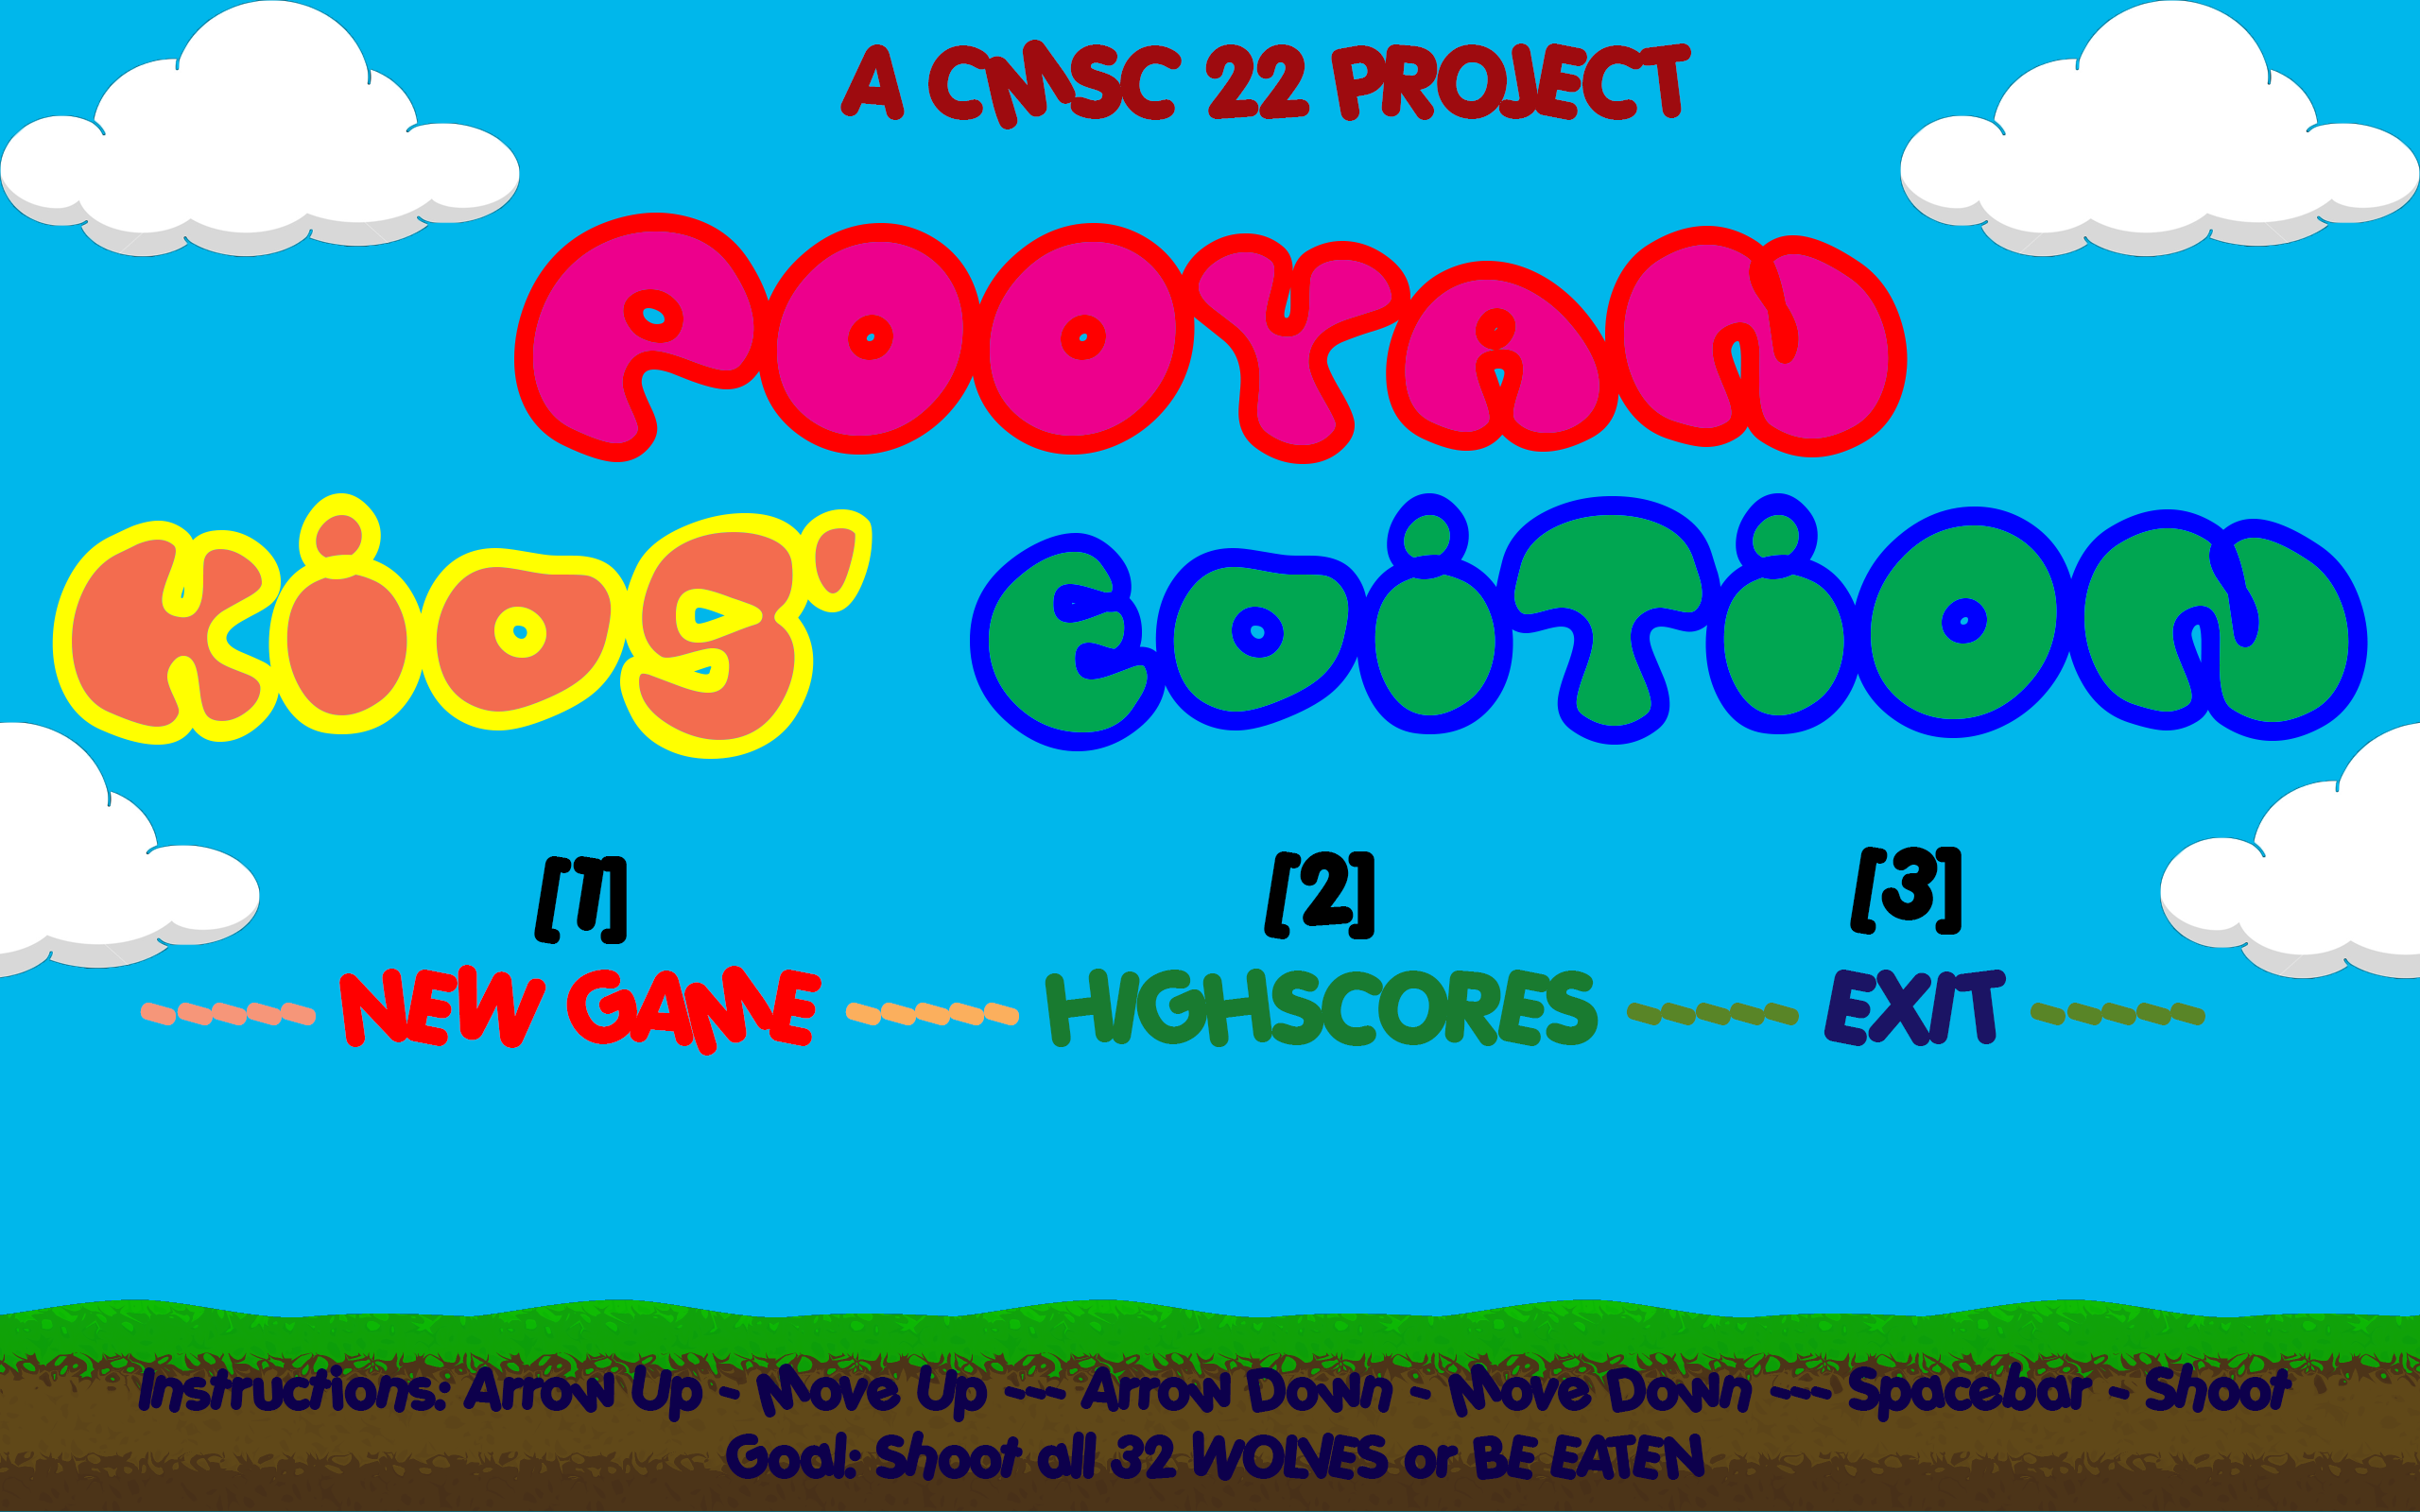 A CMSC 22 PROJECT
POOYAN
KiDS' EDiTiON
[1] [2] [3]
----- NEW GAME ----- HIGHSCORES ----- EXIT -----
Instructions: Arrow Up - Move Up --- Arrow Down - Move Down --- Spacebar - Shoot
Goal: Shoot all 32 WOLVES or BE EATEN